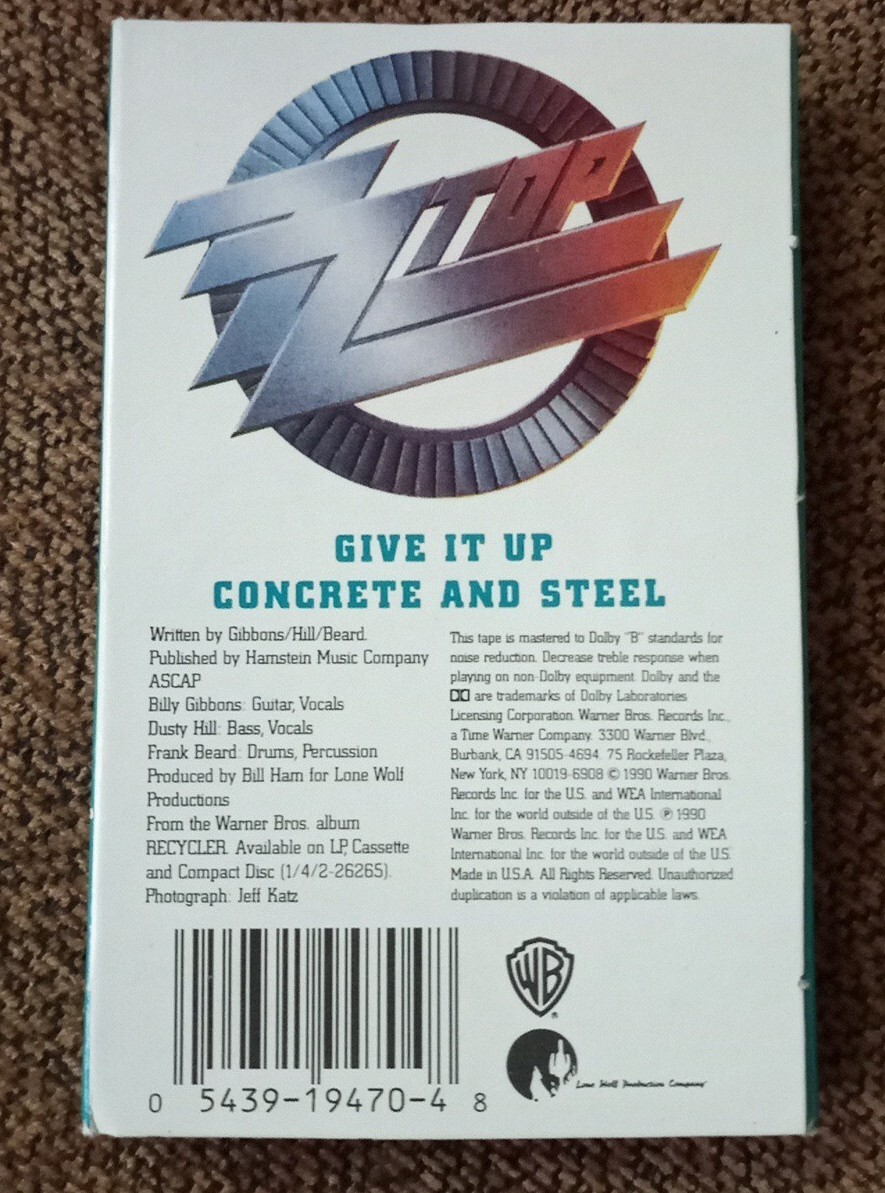 ZZ TOP
GIVE IT UP
CONCRETE AND STEEL
Written by Gibbons/Hill/Beard.
Published by Hamstein Music Company
ASCAP
Billy Gibbons: Guitar, Vocals
Dusty Hill: Bass, Vocals
Frank Beard: Drums, Percussion
Produced by Bill Ham for Lone Wolf
Productions
From the Warner Bros. album
RECYCLER. Available on LP, Cassette
and Compact Disc (1/4/2-26265).
Photograph: Jeff Katz
This tape is mastered to Dolby "B" standards for
noise reduction. Decrease treble response when
playing on non-Dolby equipment. Dolby and the
are trademarks of Dolby Laboratories
Licensing Corporation. Warner Bros. Records Inc.,
a Time Warner Company. 3300 Warner Blvd.,
Burbank, CA 91505-4694. 75 Rockefeller Plaza,
New York, NY 10019-6908 © 1990 Warner Bros.
Records Inc. for the U.S. and WEA International
Inc. for the world outside of the U.S. ℗ 1990
Warner Bros. Records Inc. for the U.S. and WEA
International Inc. for the world outside of the U.S.
Made in U.S.A. All Rights Reserved. Unauthorized
duplication is a violation of applicable laws.
0 5439-19470-4 8
WB
®
Lone Wolf Production Company